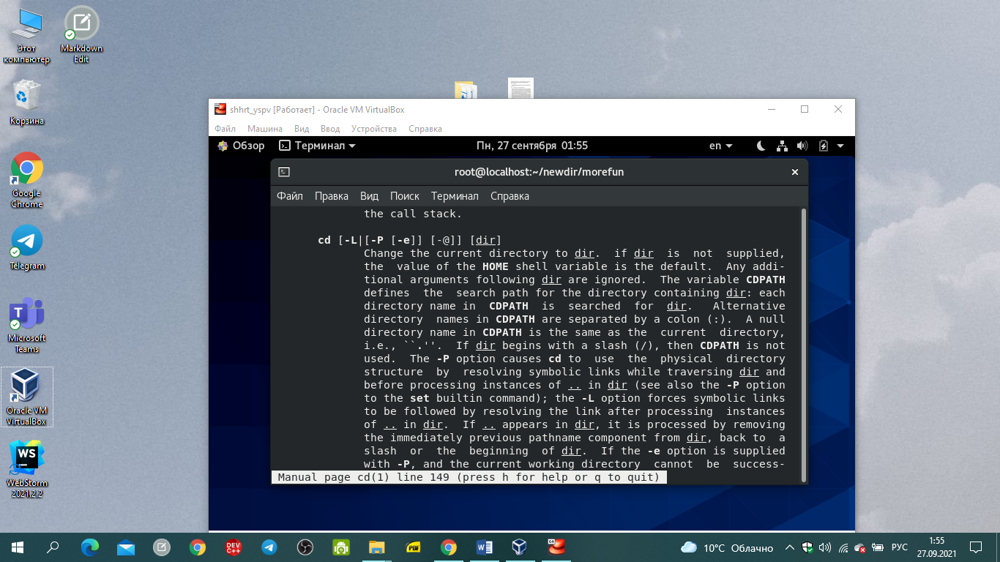 Этот
компьютер
Markdown
Edit
Корзина
Google
Chrome
Telegram
Microsoft
Teams
Oracle VM
VirtualBox
WS
WebStorm
2021.2.2
shhrt_yspv [Работает] - Oracle VM VirtualBox
Файл Машина Вид Ввод Устройства Справка
Обзор Терминал Пн, 27 сентября 01:55 en
root@localhost:~/newdir/morefun
Файл Правка Вид Поиск Терминал Справка
the call stack.
cd [-L|[-P [-e]] [-@]] [dir]
Change the current directory to dir. if dir is not supplied,
the value of the HOME shell variable is the default. Any addi-
tional arguments following dir are ignored. The variable CDPATH
defines the search path for the directory containing dir: each
directory name in CDPATH is searched for dir. Alternative
directory names in CDPATH are separated by a colon (:). A null
directory name in CDPATH is the same as the current directory,
i.e., ``.''. If dir begins with a slash (/), then CDPATH is not
used. The -P option causes cd to use the physical directory
structure by resolving symbolic links while traversing dir and
before processing instances of .. in dir (see also the -P option
to the set builtin command); the -L option forces symbolic links
to be followed by resolving the link after processing instances
of .. in dir. If .. appears in dir, it is processed by removing
the immediately previous pathname component from dir, back to a
slash or the beginning of dir. If the -e option is supplied
with -P, and the current working directory cannot be success-
Manual page cd(1) line 149 (press h for help or q to quit)
DEV
C++
PDF
64
10°C Облачно
РУС
1:55
27.09.2021